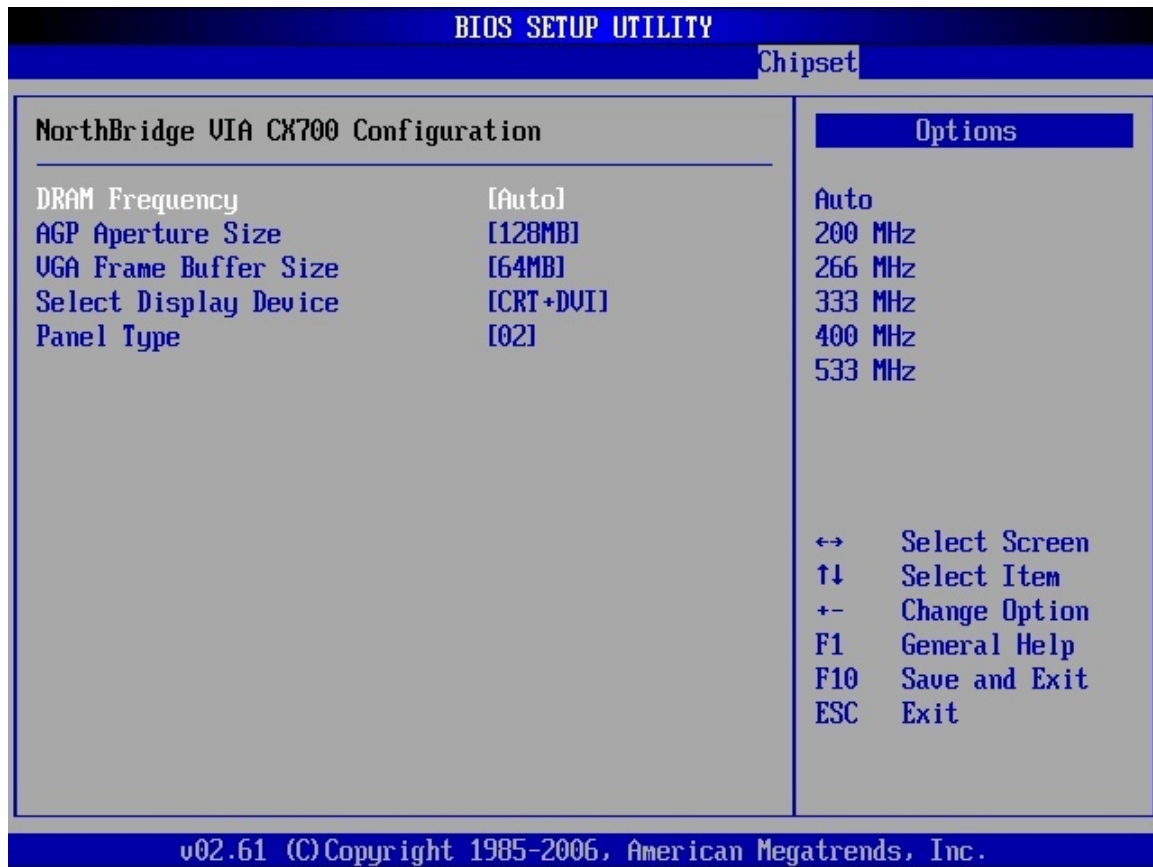 BIOS SETUP UTILITY
Chipset
NorthBridge VIA CX700 Configuration
DRAM Frequency [Auto]
AGP Aperture Size [128MB]
VGA Frame Buffer Size [64MB]
Select Display Device [CRT+DVI]
Panel Type [02]
Options
Auto
200 MHz
266 MHz
333 MHz
400 MHz
533 MHz
←→ Select Screen
↑↓ Select Item
+- Change Option
F1 General Help
F10 Save and Exit
ESC Exit
v02.61 (C)Copyright 1985-2006, American Megatrends, Inc.